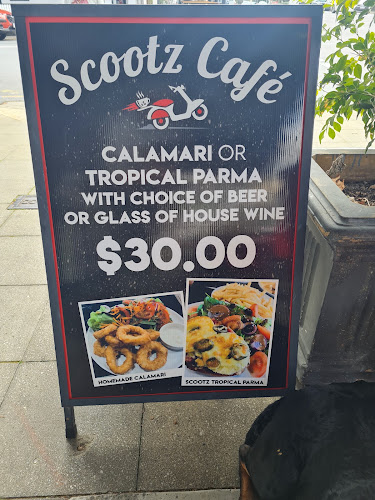 Scootz Café
CALAMARI OR
TROPICAL PARMA
WITH CHOICE OF BEER
OR GLASS OF HOUSE WINE
$30.00
HOMEMADE CALAMARI
SCOOTZ TROPICAL PARMA